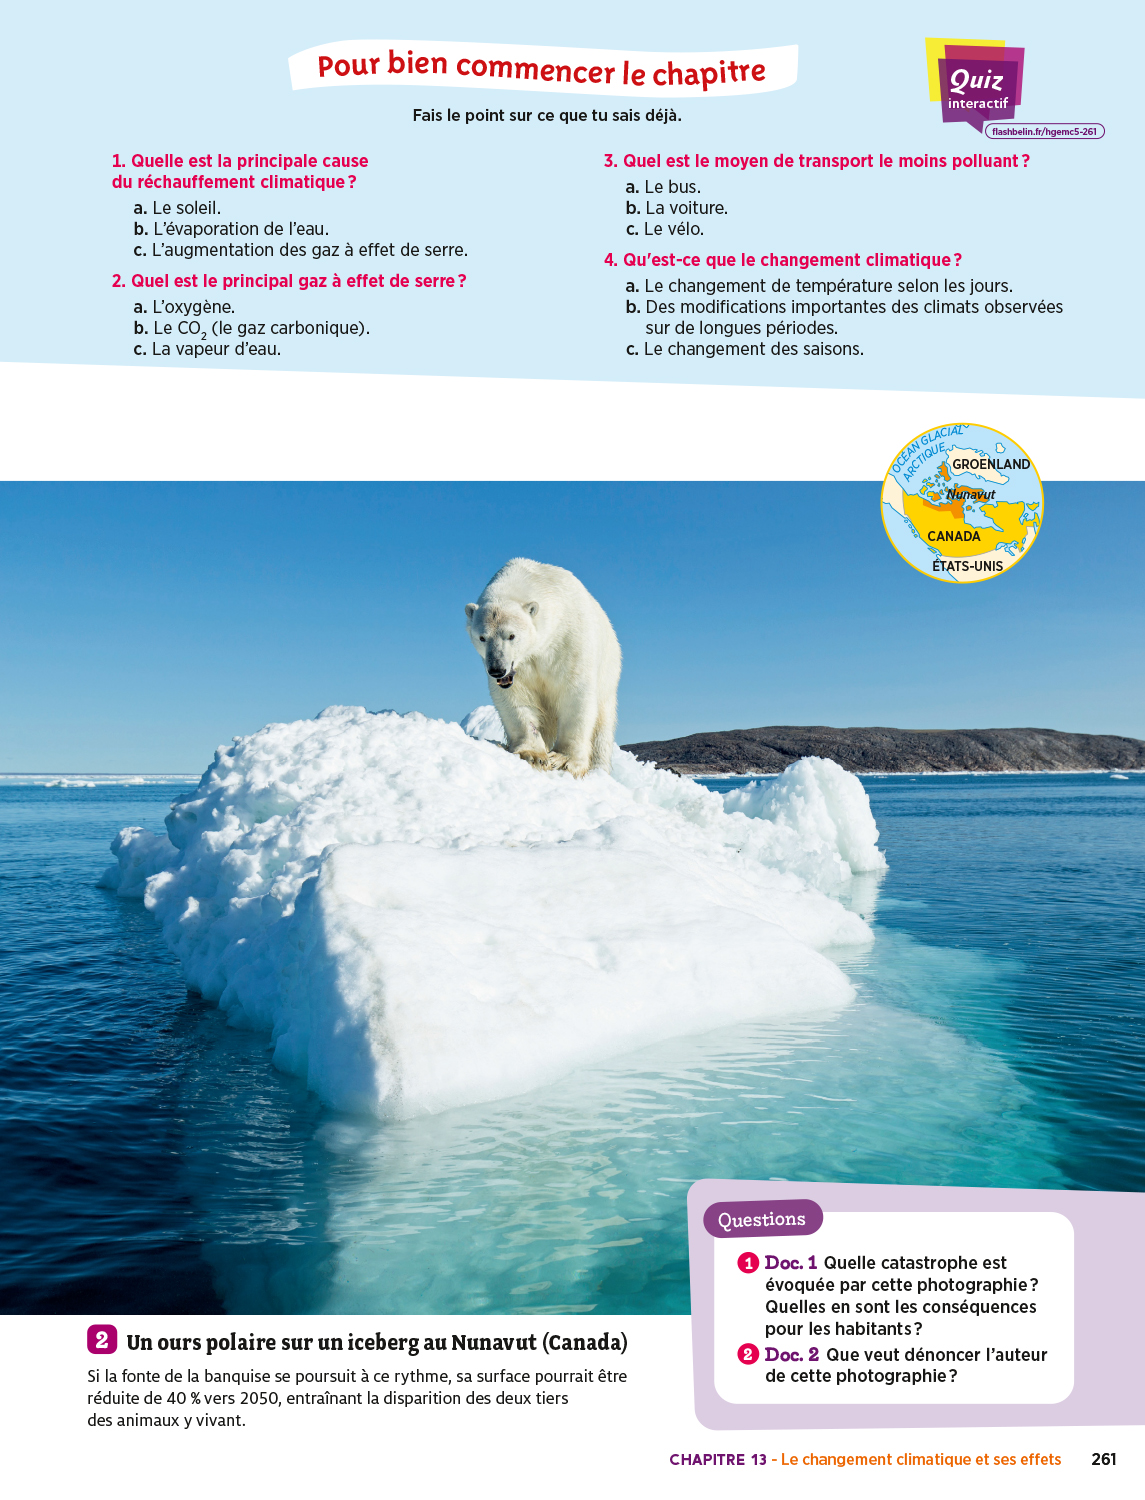 Pour bien commencer le chapitre
Fais le point sur ce que tu sais déjà.
Quiz
interactif
flashbelin.fr/hgemc5-261
1. Quelle est la principale cause
du réchauffement climatique ?
a. Le soleil.
b. L'évaporation de l'eau.
c. L'augmentation des gaz à effet de serre.
2. Quel est le principal gaz à effet de serre ?
a. L'oxygène.
b. Le CO2 (le gaz carbonique).
c. La vapeur d'eau.
3. Quel est le moyen de transport le moins polluant ?
a. Le bus.
b. La voiture.
c. Le vélo.
4. Qu'est-ce que le changement climatique ?
a. Le changement de température selon les jours.
b. Des modifications importantes des climats observées
sur de longues périodes.
c. Le changement des saisons.
OCÉAN GLACIAL
ARCTIQUE
GROENLAND
Nunavut
CANADA
ÉTATS-UNIS
Questions
1 Doc. 1 Quelle catastrophe est
évoquée par cette photographie ?
Quelles en sont les conséquences
pour les habitants ?
2 Doc. 2 Que veut dénoncer l'auteur
de cette photographie ?
2 Un ours polaire sur un iceberg au Nunavut (Canada)
Si la fonte de la banquise se poursuit à ce rythme, sa surface pourrait être
réduite de 40 % vers 2050, entraînant la disparition des deux tiers
des animaux y vivant.
CHAPITRE 13 - Le changement climatique et ses effets 261